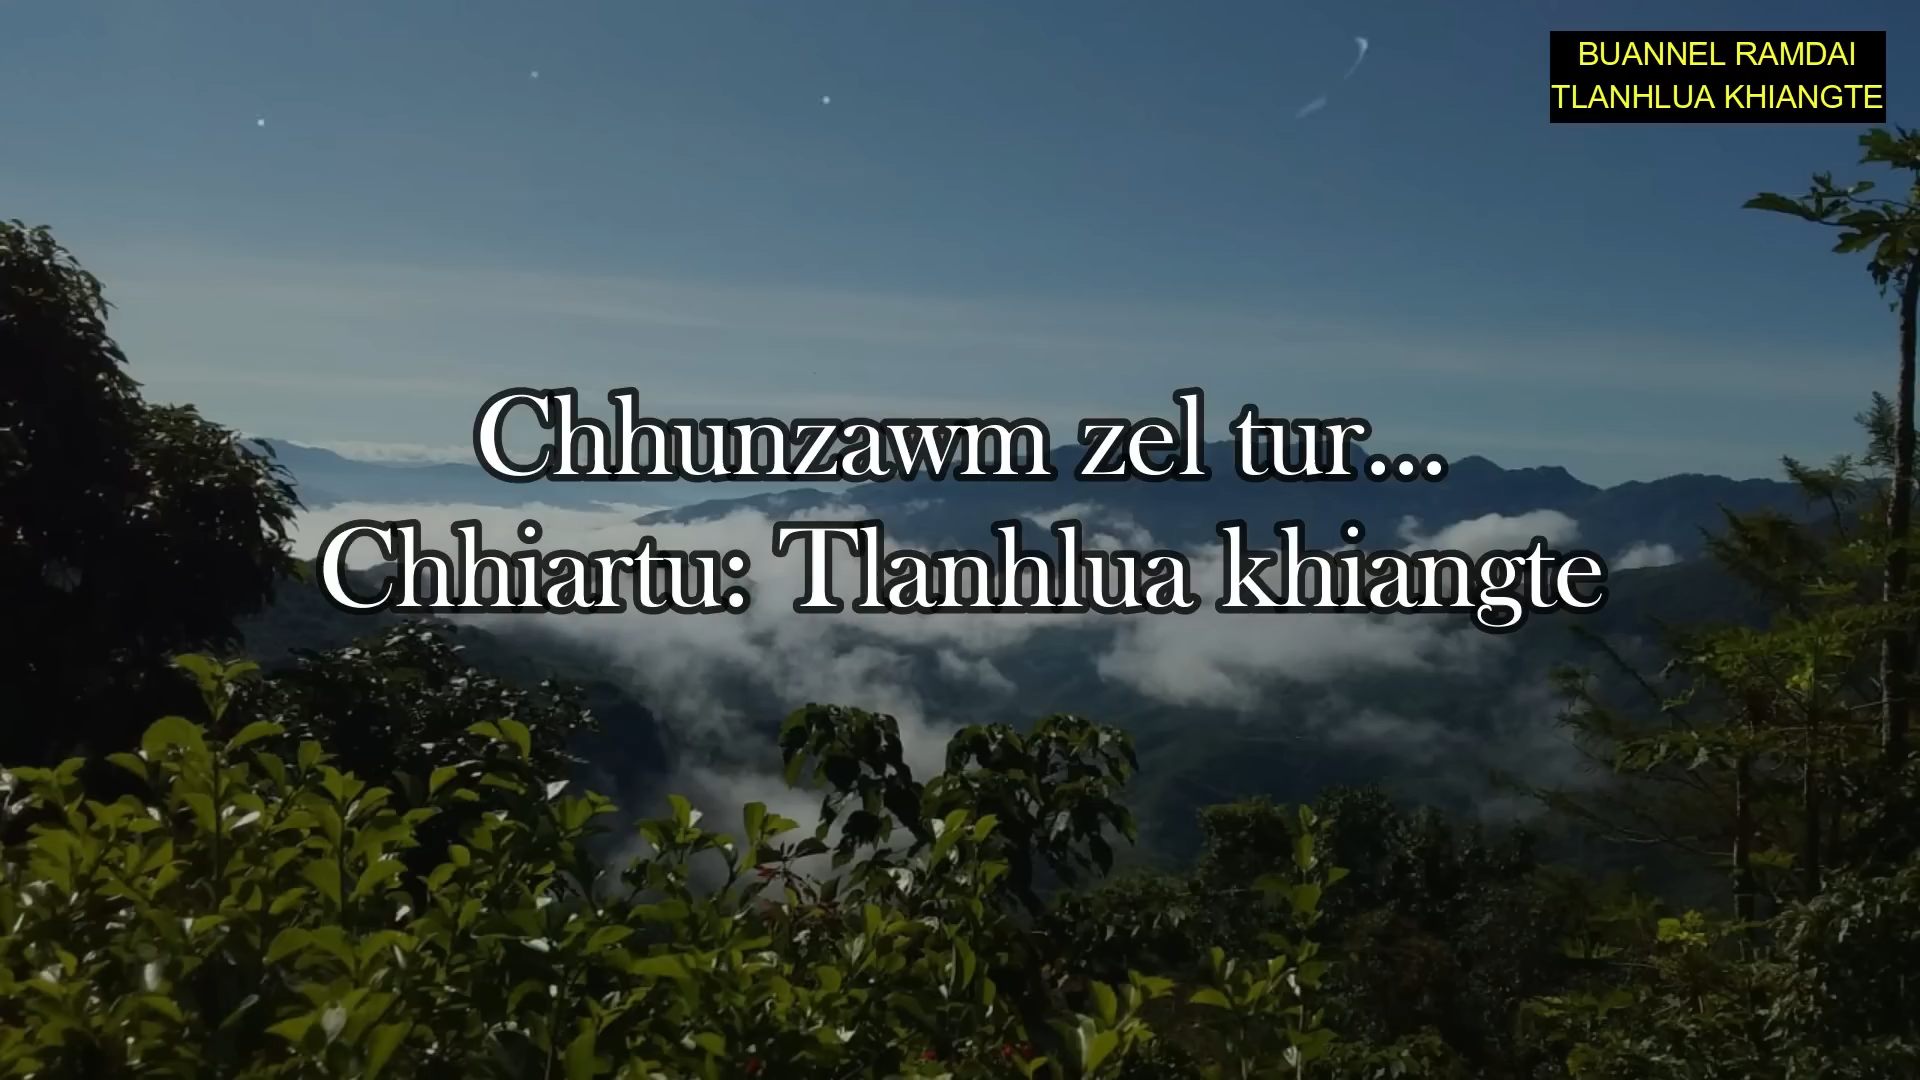 BUANNEL RAMDAI
TLANHLUA KHIANGTE
Chhunzawm zel tur...
Chhiartu: Tlanhlua khiangte